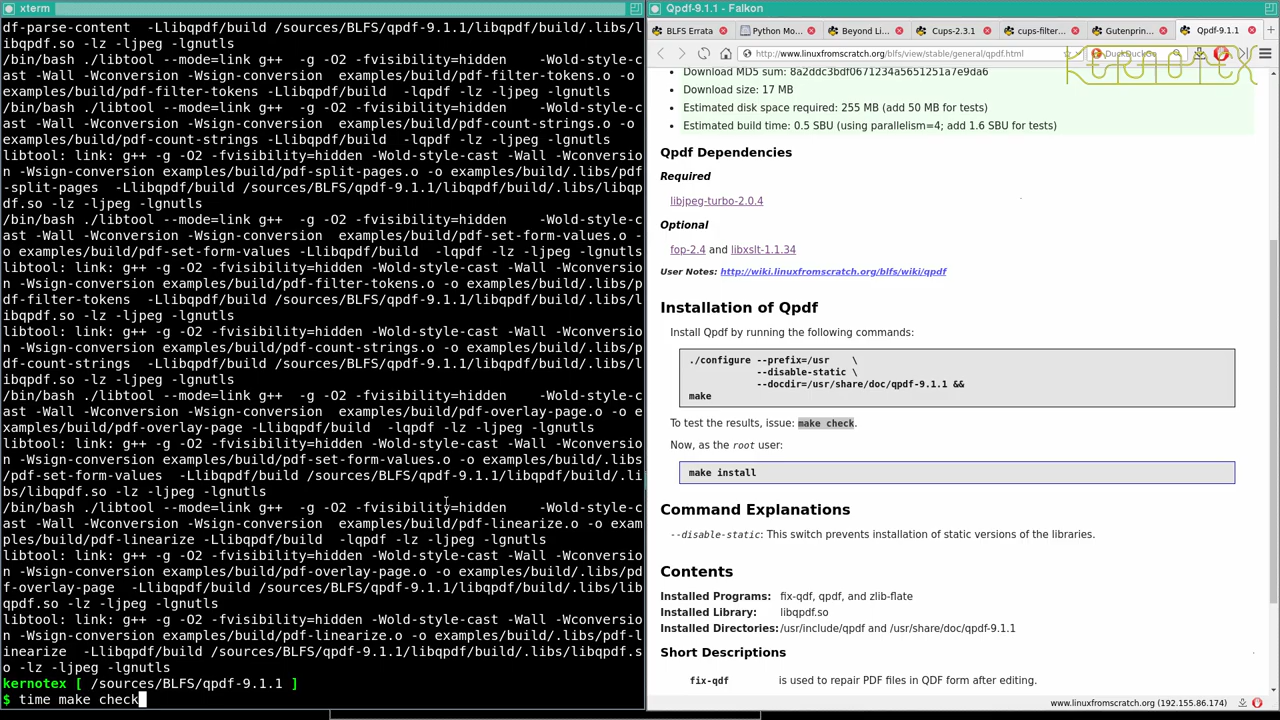 xterm
df-parse-content  -Llibqpdf/build /sources/BLFS/qpdf-9.1.1/libqpdf/build/.libs/l
ibqpdf.so -lz -ljpeg -lgnutls
/bin/bash ./libtool --mode=link g++  -g -O2 -fvisibility=hidden    -Wold-style-c
ast -Wall -Wconversion -Wsign-conversion  examples/build/pdf-filter-tokens.o -o
examples/build/pdf-filter-tokens -Llibqpdf/build  -lqpdf -lz -ljpeg -lgnutls
/bin/bash ./libtool --mode=link g++  -g -O2 -fvisibility=hidden    -Wold-style-c
ast -Wall -Wconversion -Wsign-conversion  examples/build/pdf-count-strings.o -o
examples/build/pdf-count-strings -Llibqpdf/build  -lqpdf -lz -ljpeg -lgnutls
libtool: link: g++ -g -O2 -fvisibility=hidden -Wold-style-cast -Wall -Wconversio
n -Wsign-conversion examples/build/pdf-split-pages.o -o examples/build/.libs/pdf
-split-pages  -Llibqpdf/build /sources/BLFS/qpdf-9.1.1/libqpdf/build/.libs/libqp
df.so -lz -ljpeg -lgnutls
/bin/bash ./libtool --mode=link g++  -g -O2 -fvisibility=hidden    -Wold-style-c
ast -Wall -Wconversion -Wsign-conversion  examples/build/pdf-set-form-values.o -
o examples/build/pdf-set-form-values -Llibqpdf/build  -lqpdf -lz -ljpeg -lgnutls
libtool: link: g++ -g -O2 -fvisibility=hidden -Wold-style-cast -Wall -Wconversio
n -Wsign-conversion examples/build/pdf-filter-tokens.o -o examples/build/.libs/p
df-filter-tokens  -Llibqpdf/build /sources/BLFS/qpdf-9.1.1/libqpdf/build/.libs/l
ibqpdf.so -lz -ljpeg -lgnutls
libtool: link: g++ -g -O2 -fvisibility=hidden -Wold-style-cast -Wall -Wconversio
n -Wsign-conversion examples/build/pdf-count-strings.o -o examples/build/.libs/p
df-count-strings  -Llibqpdf/build /sources/BLFS/qpdf-9.1.1/libqpdf/build/.libs/l
ibqpdf.so -lz -ljpeg -lgnutls
/bin/bash ./libtool --mode=link g++  -g -O2 -fvisibility=hidden    -Wold-style-c
ast -Wall -Wconversion -Wsign-conversion  examples/build/pdf-overlay-page.o -o e
xamples/build/pdf-overlay-page -Llibqpdf/build  -lqpdf -lz -ljpeg -lgnutls
libtool: link: g++ -g -O2 -fvisibility=hidden -Wold-style-cast -Wall -Wconversio
n -Wsign-conversion examples/build/pdf-set-form-values.o -o examples/build/.libs
/pdf-set-form-values  -Llibqpdf/build /sources/BLFS/qpdf-9.1.1/libqpdf/build/.li
bs/libqpdf.so -lz -ljpeg -lgnutls
/bin/bash ./libtool --mode=link g++  -g -O2 -fvisibility=hidden    -Wold-style-c
ast -Wall -Wconversion -Wsign-conversion  examples/build/pdf-linearize.o -o exam
ples/build/pdf-linearize -Llibqpdf/build  -lqpdf -lz -ljpeg -lgnutls
libtool: link: g++ -g -O2 -fvisibility=hidden -Wold-style-cast -Wall -Wconversio
n -Wsign-conversion examples/build/pdf-overlay-page.o -o examples/build/.libs/pd
f-overlay-page  -Llibqpdf/build /sources/BLFS/qpdf-9.1.1/libqpdf/build/.libs/lib
qpdf.so -lz -ljpeg -lgnutls
libtool: link: g++ -g -O2 -fvisibility=hidden -Wold-style-cast -Wall -Wconversio
n -Wsign-conversion examples/build/pdf-linearize.o -o examples/build/.libs/pdf-l
inearize  -Llibqpdf/build /sources/BLFS/qpdf-9.1.1/libqpdf/build/.libs/libqpdf.s
o -lz -ljpeg -lgnutls
kernotex [ /sources/BLFS/qpdf-9.1.1 ]
$ time make check
Qpdf-9.1.1 - Falkon
BLFS Errata
Python Mo...
Beyond Li...
Cups-2.3.1
cups-filter...
Gutenprin...
Qpdf-9.1.1
http://www.linuxfromscratch.org/blfs/view/stable/general/qpdf.html
DuckDuckGo
KERNOTEX
Download MD5 sum: 8a2ddc3bdf0671234a5651251a7e9da6
Download size: 17 MB
Estimated disk space required: 255 MB (add 50 MB for tests)
Estimated build time: 0.5 SBU (using parallelism=4; add 1.6 SBU for tests)
Qpdf Dependencies
Required
libjpeg-turbo-2.0.4
Optional
fop-2.4 and libxslt-1.1.34
User Notes: http://wiki.linuxfromscratch.org/blfs/wiki/qpdf
Installation of Qpdf
Install Qpdf by running the following commands:
./configure --prefix=/usr    \
--disable-static \
--docdir=/usr/share/doc/qpdf-9.1.1 &&
make
To test the results, issue: make check.
Now, as the root user:
make install
Command Explanations
--disable-static: This switch prevents installation of static versions of the libraries.
Contents
Installed Programs: fix-qdf, qpdf, and zlib-flate
Installed Library: libqpdf.so
Installed Directories: /usr/include/qpdf and /usr/share/doc/qpdf-9.1.1
Short Descriptions
fix-qdf is used to repair PDF files in QDF form after editing.
www.linuxfromscratch.org (192.155.86.174)